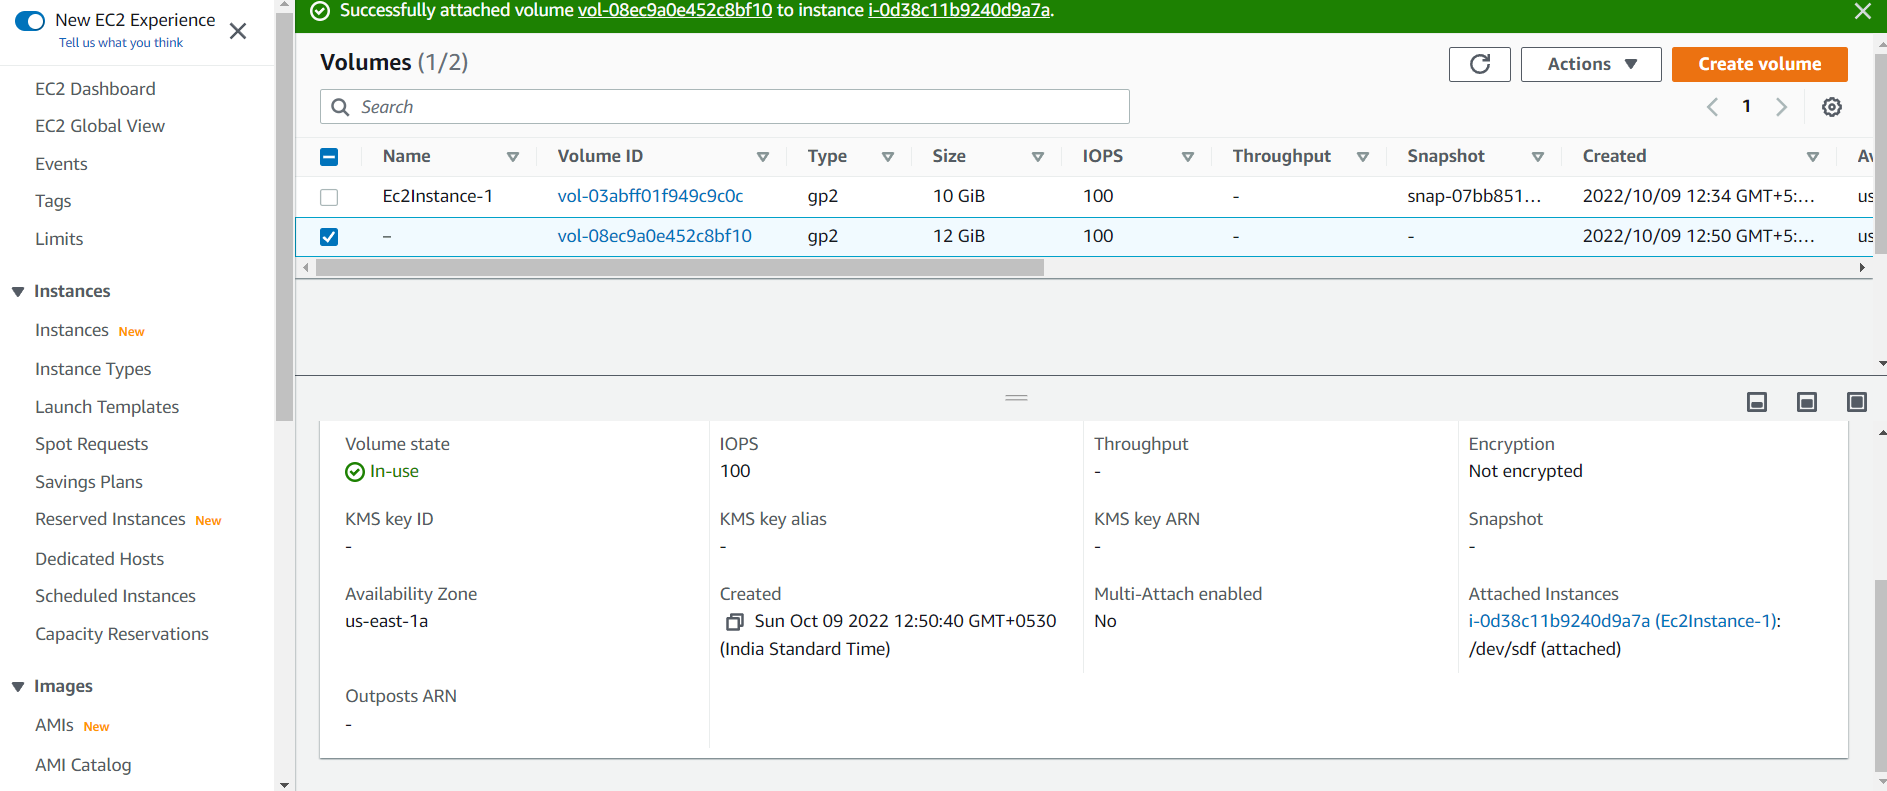 New EC2 Experience
Tell us what you think
EC2 Dashboard
EC2 Global View
Events
Tags
Limits
Instances
Instances New
Instance Types
Launch Templates
Spot Requests
Savings Plans
Reserved Instances New
Dedicated Hosts
Scheduled Instances
Capacity Reservations
Images
AMIs New
AMI Catalog
Successfully attached volume vol-08ec9a0e452c8bf10 to instance i-0d38c11b9240d9a7a.
Volumes (1/2)
Actions
Create volume
Search
1
Name Volume ID Type Size IOPS Throughput Snapshot Created Av
Ec2Instance-1 vol-03abff01f949c9c0c gp2 10 GiB 100 - snap-07bb851... 2022/10/09 12:34 GMT+5:... us
– vol-08ec9a0e452c8bf10 gp2 12 GiB 100 - - 2022/10/09 12:50 GMT+5:... us
Volume state IOPS Throughput Encryption
In-use 100 - Not encrypted
KMS key ID KMS key alias KMS key ARN Snapshot
- - - -
Availability Zone Created Multi-Attach enabled Attached Instances
us-east-1a Sun Oct 09 2022 12:50:40 GMT+0530 No i-0d38c11b9240d9a7a (Ec2Instance-1):
(India Standard Time) /dev/sdf (attached)
Outposts ARN
-